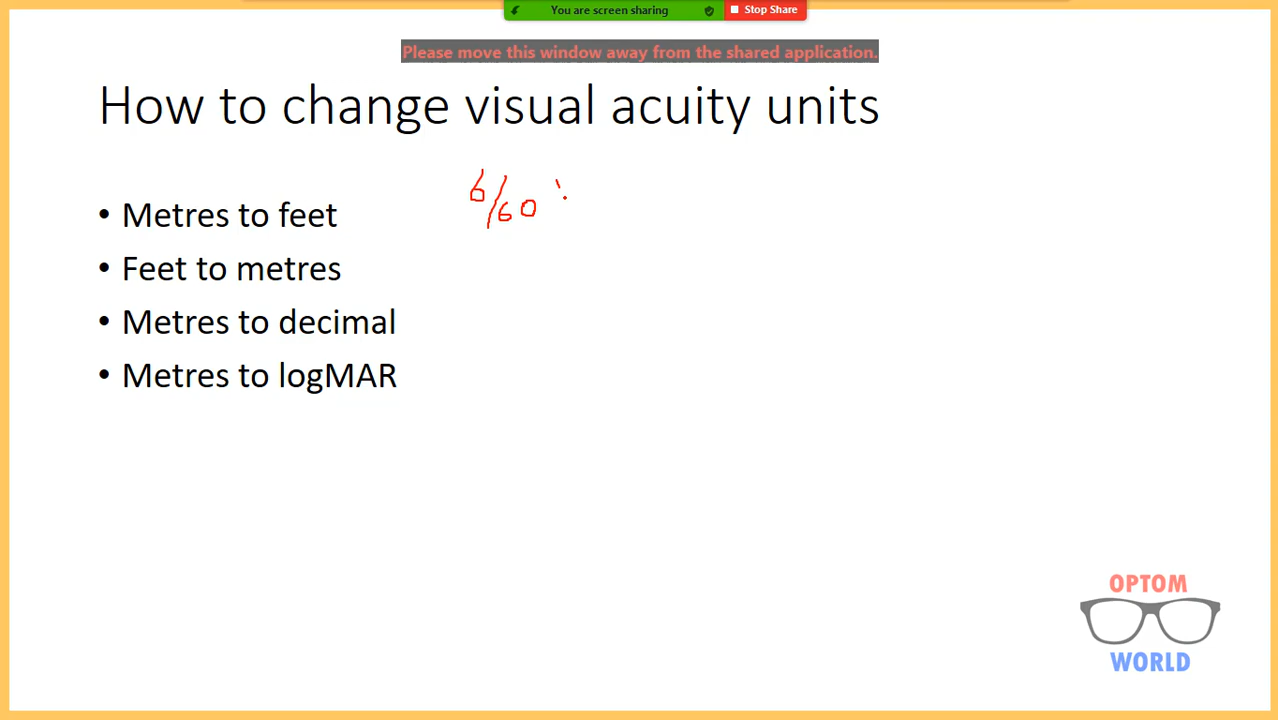 You are screen sharing
Stop Share
Please move this window away from the shared application.
How to change visual acuity units
6/60
• Metres to feet
• Feet to metres
• Metres to decimal
• Metres to logMAR
OPTOM
WORLD